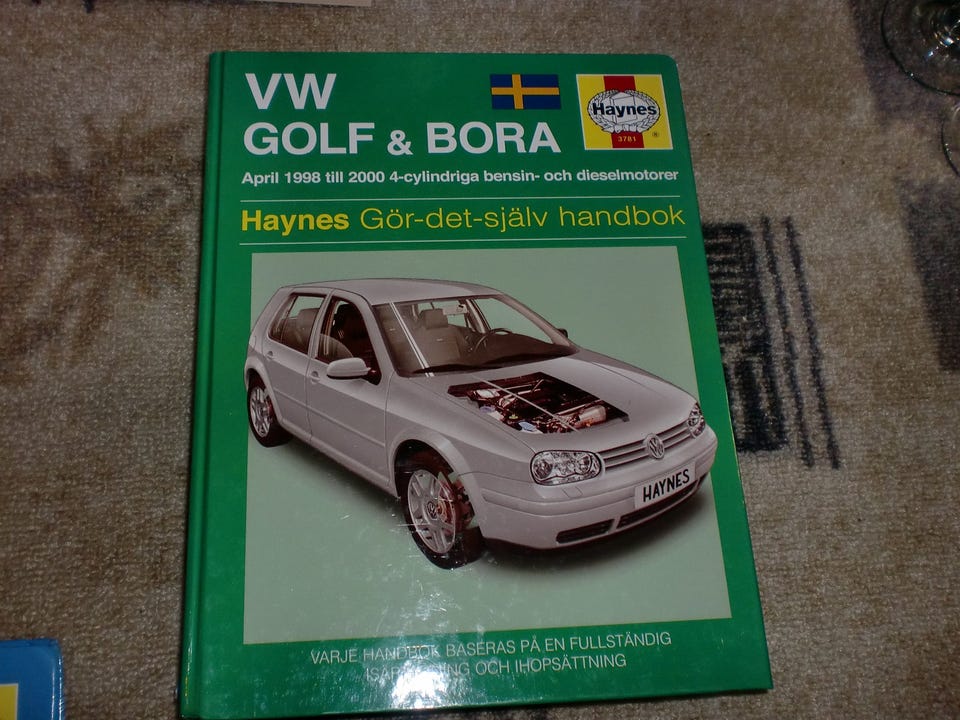 VW
GOLF & BORA
Haynes
3781
®
April 1998 till 2000 4-cylindriga bensin- och dieselmotorer
Haynes Gör-det-själv handbok
HAYNES
VARJE HANDBOK BASERAS PÅ EN FULLSTÄNDIG
OCH IHOPSÄTTNING